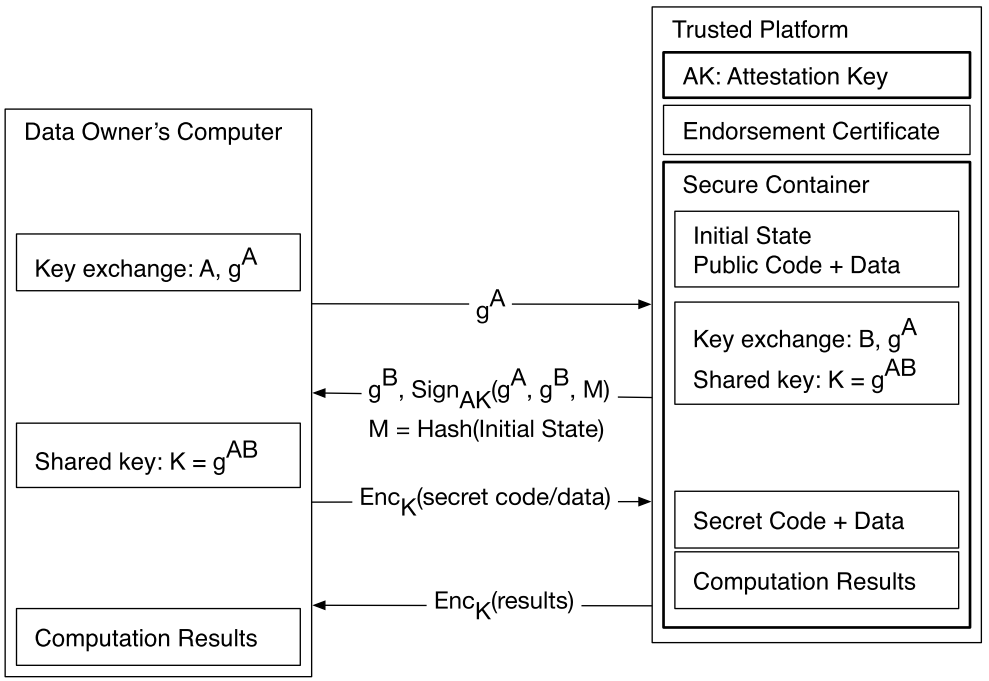 Trusted Platform
AK: Attestation Key
Endorsement Certificate
Secure Container
Initial State
Public Code + Data
Data Owner’s Computer
Key exchange: A, g^A
g^A
Key exchange: B, g^A
Shared key: K = g^AB
g^B, Sign_AK(g^A, g^B, M)
M = Hash(Initial State)
Shared key: K = g^AB
Enc_K(secret code/data)
Secret Code + Data
Computation Results
Enc_K(results)
Computation Results